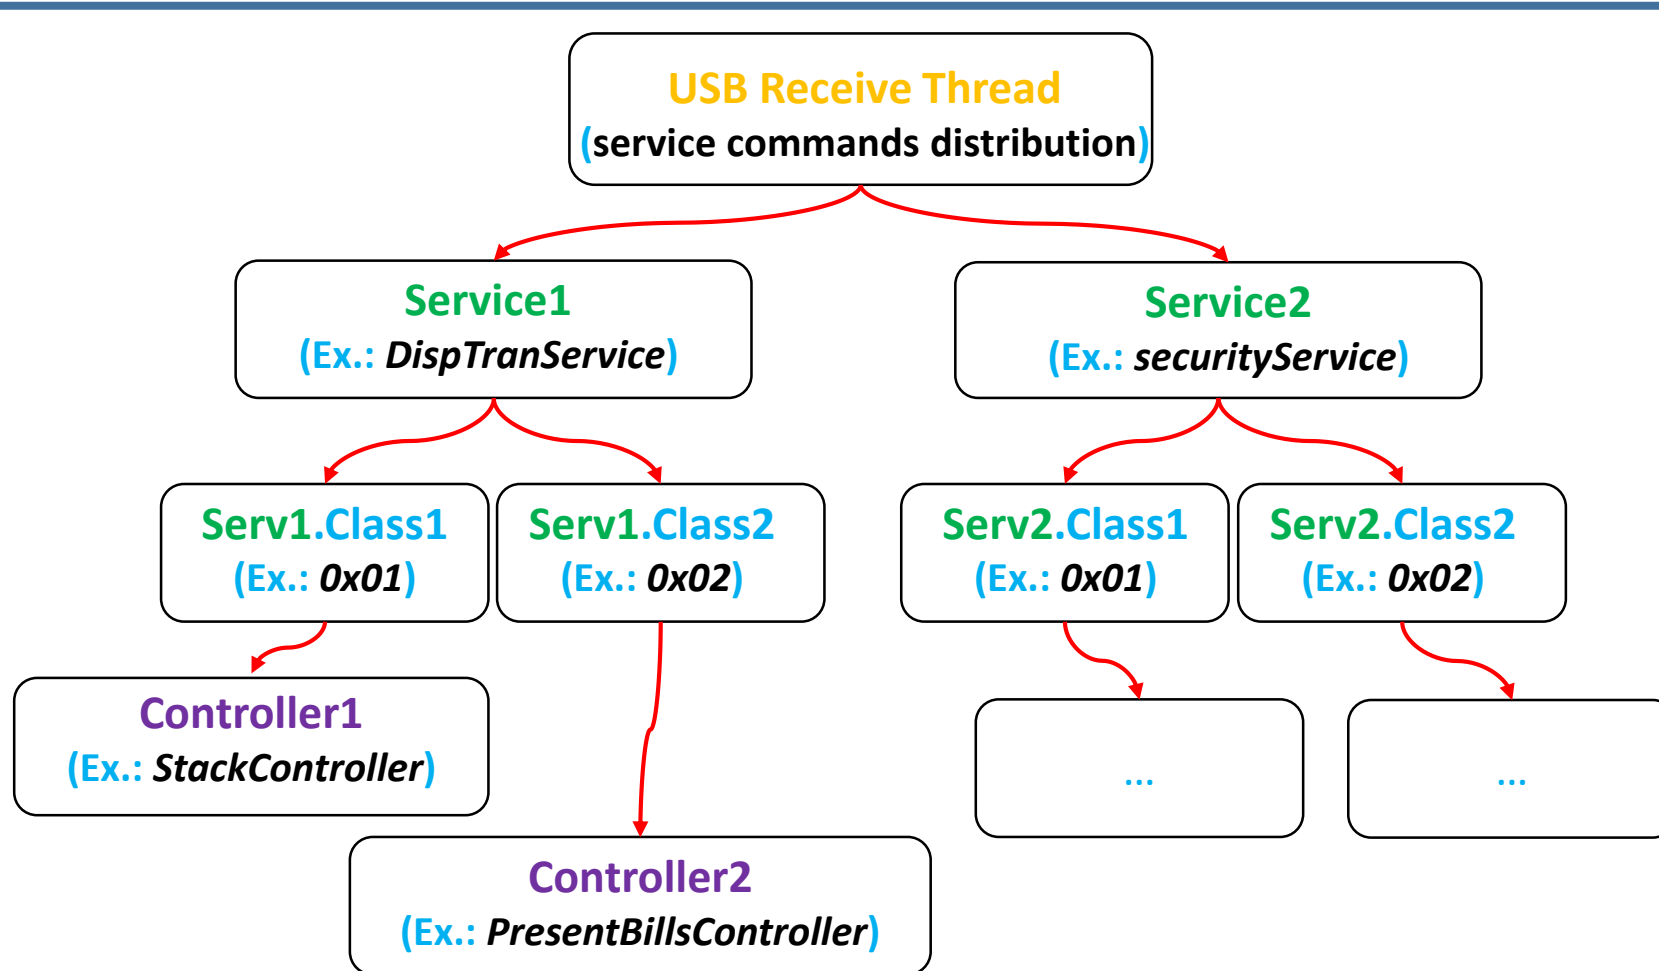 USB Receive Thread
(service commands distribution)
Service1
(Ex.: DispTranService)
Service2
(Ex.: securityService)
Serv1.Class1
(Ex.: 0x01)
Serv1.Class2
(Ex.: 0x02)
Serv2.Class1
(Ex.: 0x01)
Serv2.Class2
(Ex.: 0x02)
Controller1
(Ex.: StackController)
...
...
Controller2
(Ex.: PresentBillsController)